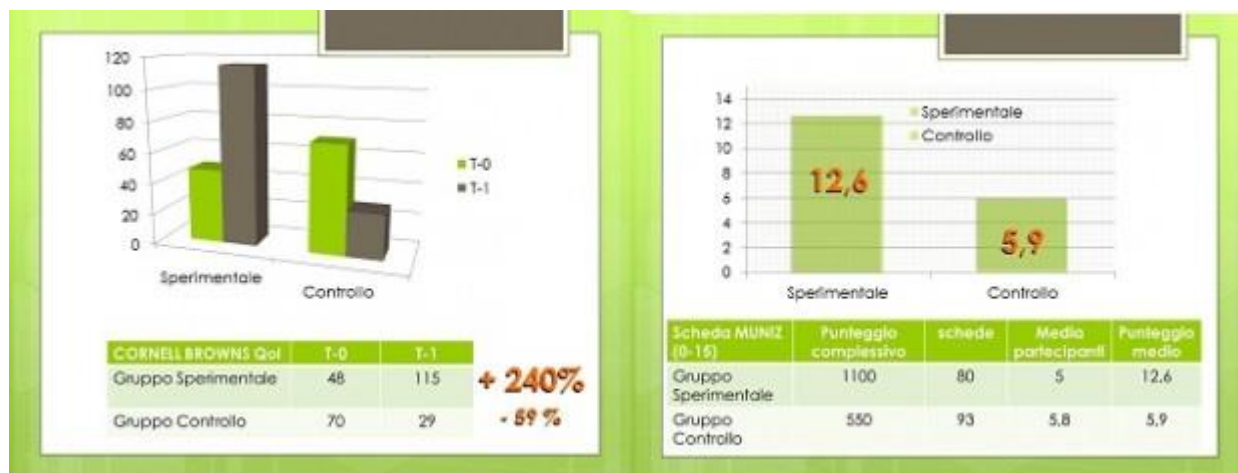 120
100
80
60
40
20
0
T-0
T-1
Sperimentale
Controllo
CORNELL BROWNS Qol T-0 T-1
Gruppo Sperimentale 48 115
+ 240%
Gruppo Controllo 70 29
- 59 %
14
12
10
8
6
4
2
0
Sperimentale
Controllo
12,6
5,9
Sperimentale Controllo
Scheda MUNIZ (0-15) Punteggio complessivo schede Media partecipanti Punteggio medio
Gruppo Sperimentale 1100 80 5 12,6
Gruppo Controllo 550 93 5,8 5,9